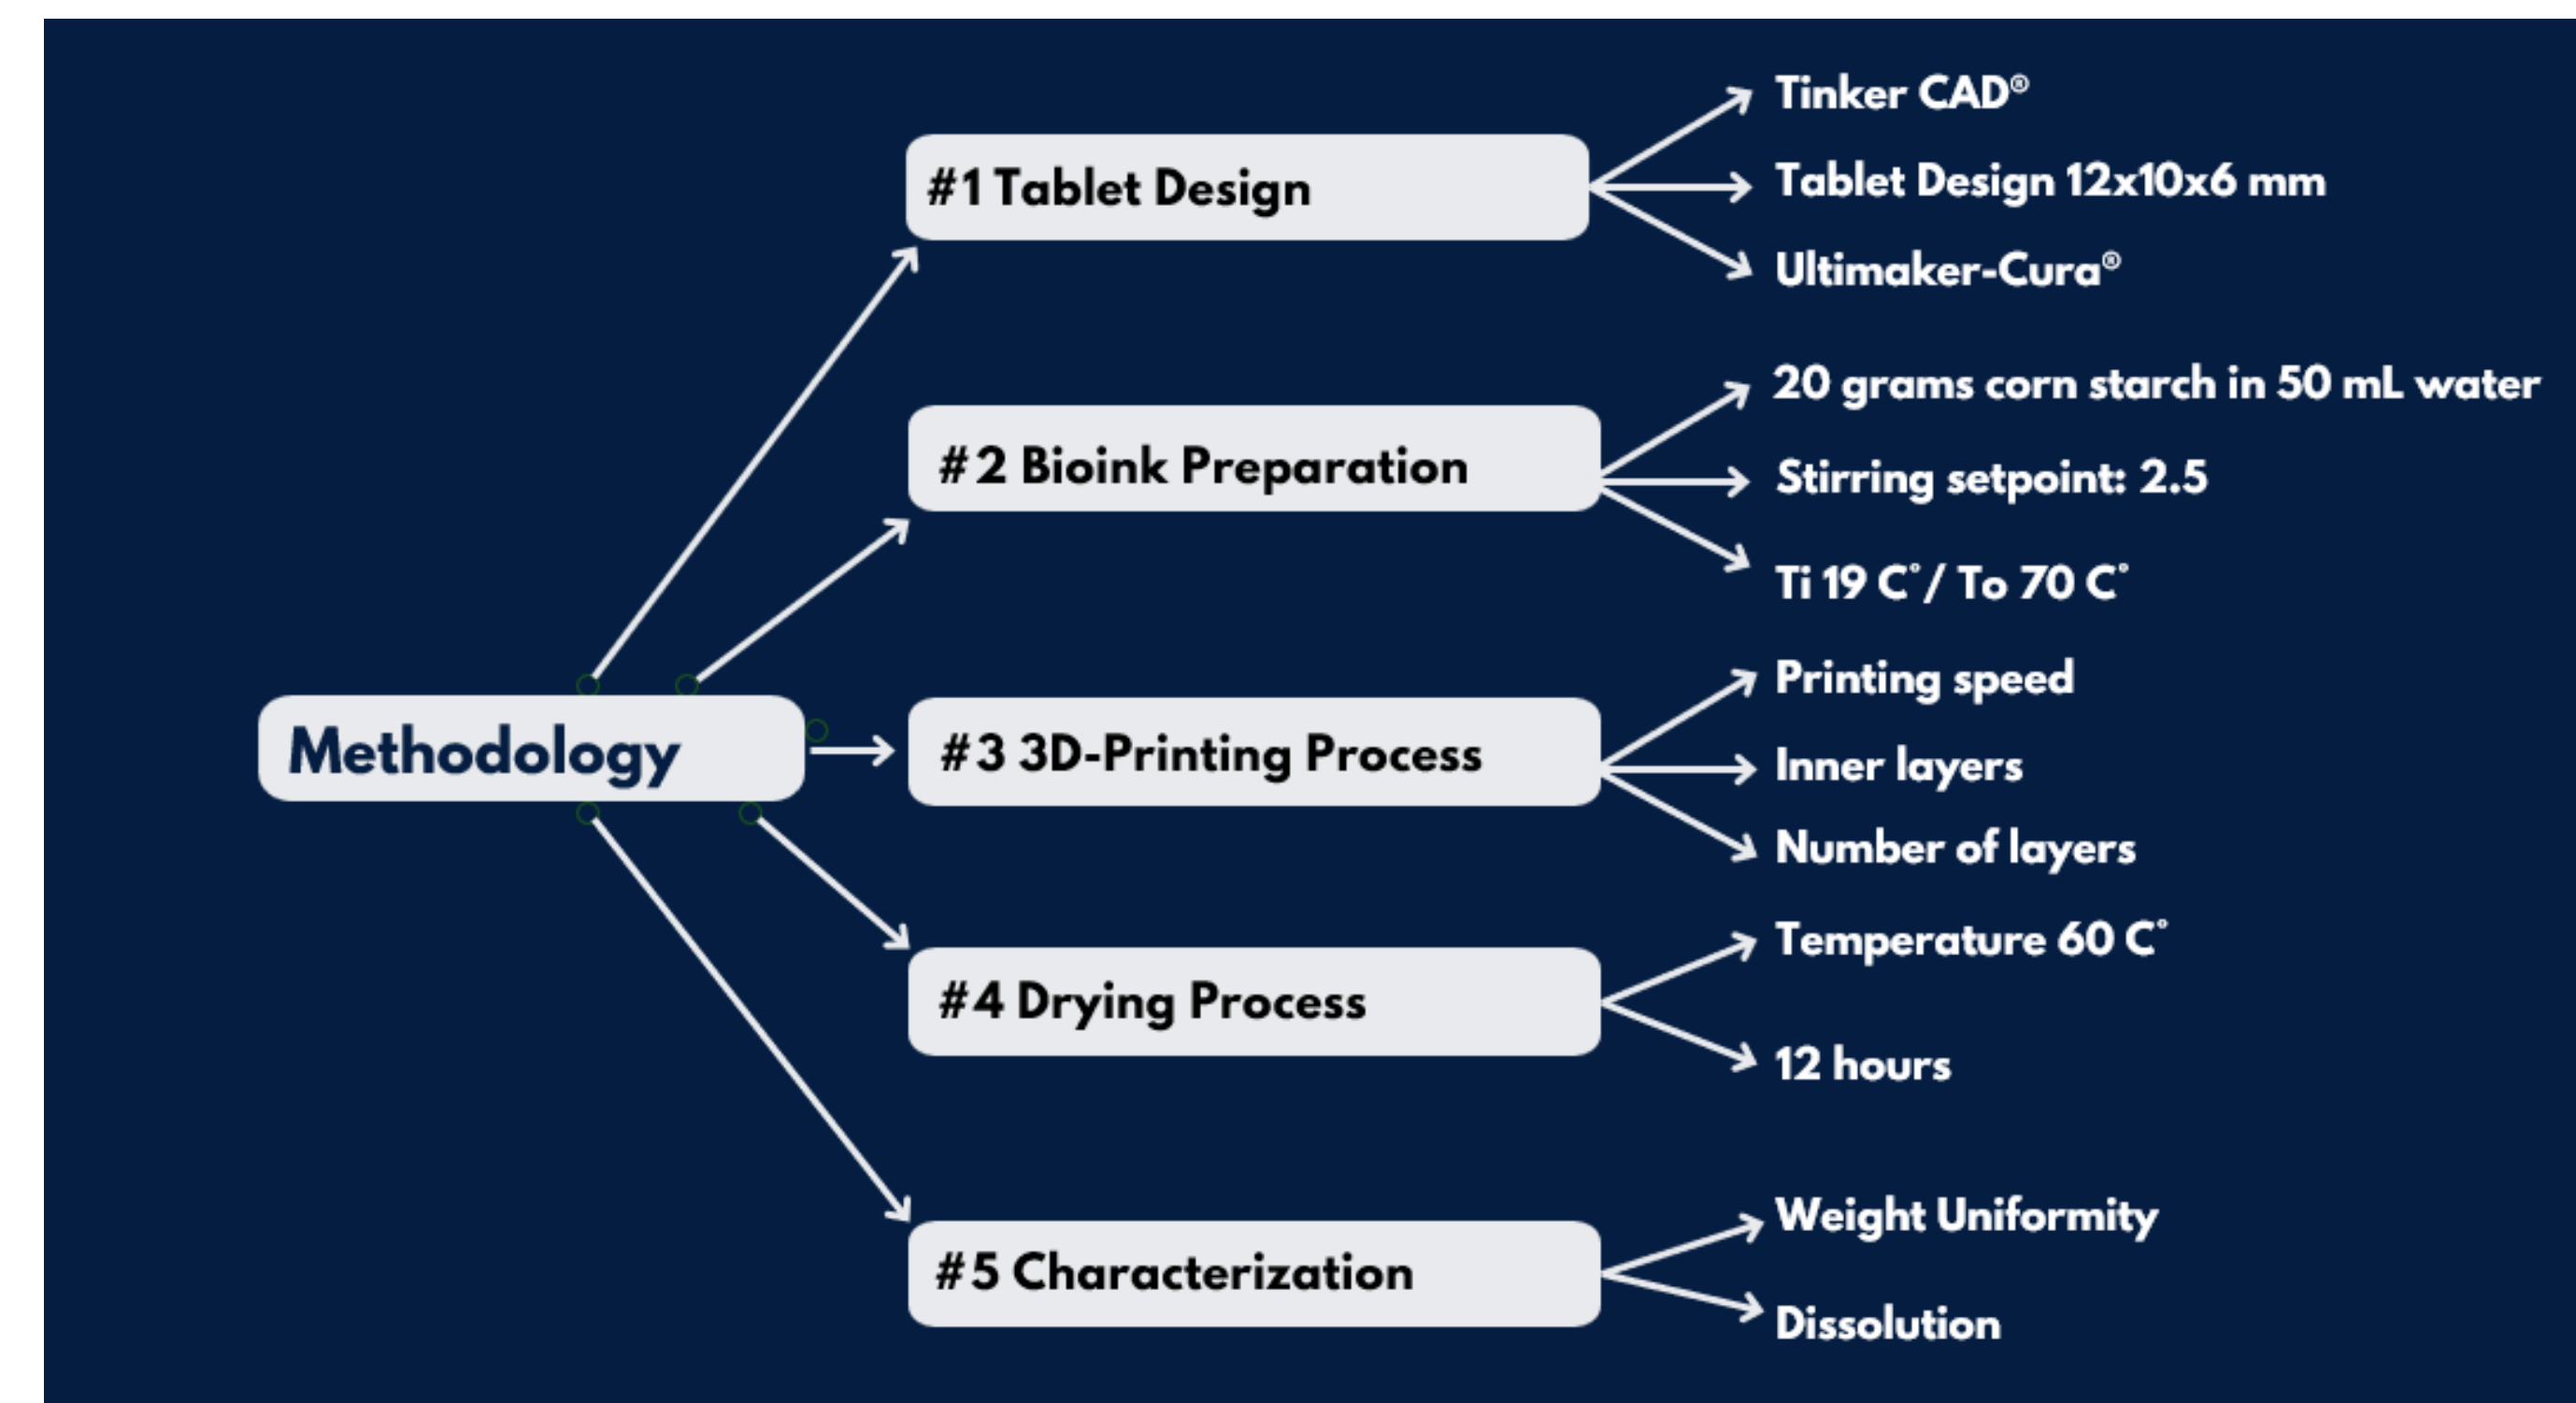 Methodology
#1 Tablet Design
Tinker CAD®
Tablet Design 12x10x6 mm
Ultimaker-Cura®
#2 Bioink Preparation
20 grams corn starch in 50 mL water
Stirring setpoint: 2.5
Ti 19 C°/ To 70 C°
#3 3D-Printing Process
Printing speed
Inner layers
Number of layers
#4 Drying Process
Temperature 60 C°
12 hours
#5 Characterization
Weight Uniformity
Dissolution